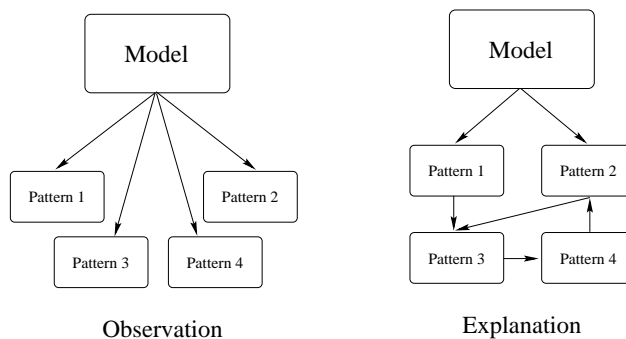 Model
Pattern 1
Pattern 2
Pattern 3
Pattern 4
Observation
Model
Pattern 1
Pattern 2
Pattern 3
Pattern 4
Explanation